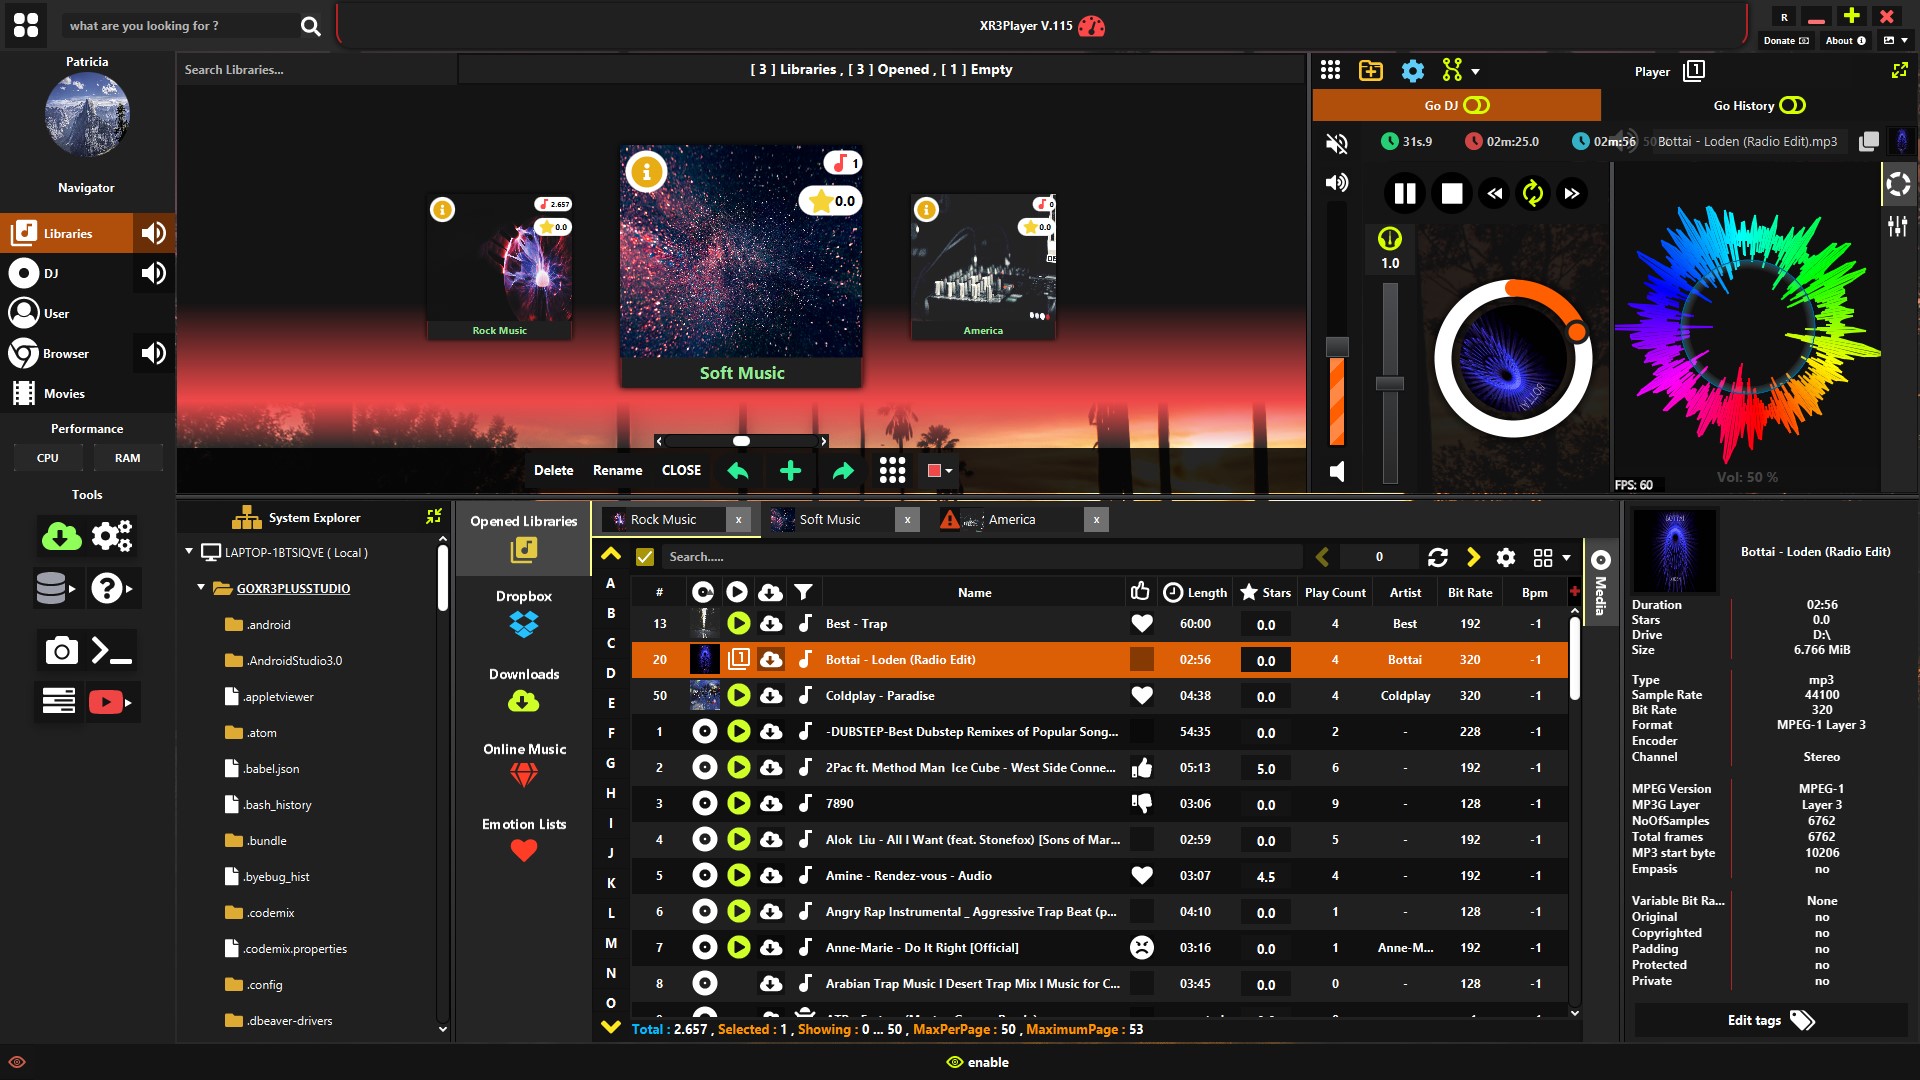 what are you looking for ?
XR3Player V.115
R
Donate
About
Patricia
Navigator
Libraries
DJ
User
Browser
Movies
Performance
CPU
RAM
Tools
Search Libraries...
[ 3 ] Libraries , [ 3 ] Opened , [ 1 ] Empty
2.657
0.0
Rock Music
1
0.0
Soft Music
0
0.0
America
Delete
Rename
CLOSE
Player
1
Go DJ
Go History
31s.9
02m:25.0
02m:56
Bottai - Loden (Radio Edit).mp3
1.0
BOTTAI
Vol: 50 %
FPS: 60
System Explorer
LAPTOP-1BTSIQVE ( Local )
GOXR3PLUSSTUDIO
.android
.AndroidStudio3.0
.appletviewer
.atom
.babel.json
.bash_history
.bundle
.byebug_hist
.codemix
.codemix.properties
.config
.dbeaver-drivers
Opened Libraries
Dropbox
Downloads
Online Music
Emotion Lists
Rock Music x
Soft Music x
America x
Search.....
0
A
B
C
D
E
F
G
H
I
J
K
L
M
N
O
# Name Length Stars Play Count Artist Bit Rate Bpm
13 Best - Trap 60:00 0.0 4 Best 192 -1
20 1 Bottai - Loden (Radio Edit) 02:56 0.0 4 Bottai 320 -1
50 Coldplay - Paradise 04:38 0.0 4 Coldplay 320 -1
1 -DUBSTEP-Best Dubstep Remixes of Popular Song... 54:35 0.0 2 - 228 -1
2 2Pac ft. Method Man Ice Cube - West Side Conne... 05:13 5.0 6 - 192 -1
3 7890 03:06 0.0 9 - 128 -1
4 Alok Liu - All I Want (feat. Stonefox) [Sons of Mar... 02:59 0.0 5 - 192 -1
5 Amine - Rendez-vous - Audio 03:07 4.5 4 - 192 -1
6 Angry Rap Instrumental _ Aggressive Trap Beat (p... 04:10 0.0 1 - 128 -1
7 Anne-Marie - Do It Right [Official] 03:16 0.0 1 Anne-M... 192 -1
8 Arabian Trap Music I Desert Trap Mix I Music for C... 03:45 0.0 0 - 128 -1
Total : 2.657 , Selected : 1 , Showing : 0 ... 50 , MaxPerPage : 50 , MaximumPage : 53
Media
BOTTAI
Bottai - Loden (Radio Edit)
Duration 02:56
Stars 0.0
Drive D:\
Size 6.766 MiB
Type mp3
Sample Rate 44100
Bit Rate 320
Format MPEG-1 Layer 3
Encoder
Channel Stereo
MPEG Version MPEG-1
MP3G Layer Layer 3
NoOfSamples 6762
Total frames 6762
MP3 start byte 10206
Empasis no
Variable Bit Ra... None
Original no
Copyrighted no
Padding no
Protected no
Private no
Edit tags
enable